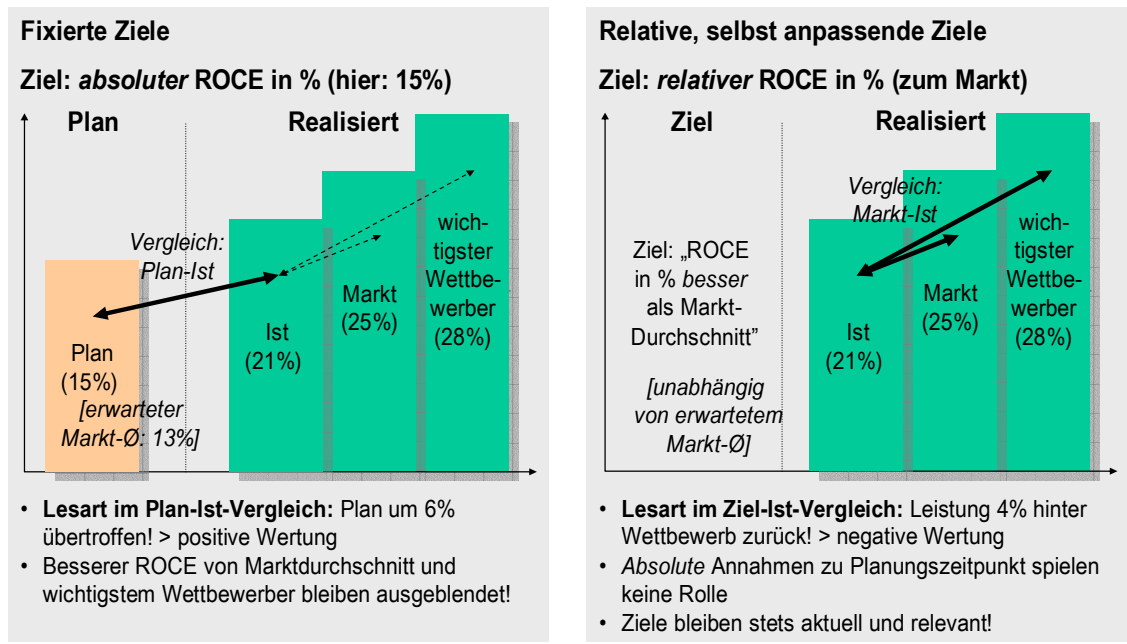 Fixierte Ziele
Ziel: absoluter ROCE in % (hier: 15%)
Plan
Realisiert
Vergleich:
Plan-Ist
Plan
(15%)
[erwarteter
Markt-Ø: 13%]
Ist
(21%)
Markt
(25%)
wich-
tigster
Wettbe-
werber
(28%)
• Lesart im Plan-Ist-Vergleich: Plan um 6%
übertroffen! > positive Wertung
• Besserer ROCE von Marktdurchschnitt und
wichtigstem Wettbewerber bleiben ausgeblendet!
Relative, selbst anpassende Ziele
Ziel: relativer ROCE in % (zum Markt)
Ziel
Realisiert
Vergleich:
Markt-Ist
Ziel: „ROCE
in % besser
als Markt-
Durchschnitt”
[unabhängig
von erwartetem
Markt-Ø]
Ist
(21%)
Markt
(25%)
wich-
tigster
Wettbe-
werber
(28%)
• Lesart im Ziel-Ist-Vergleich: Leistung 4% hinter
Wettbewerb zurück! > negative Wertung
• Absolute Annahmen zu Planungszeitpunkt spielen
keine Rolle
• Ziele bleiben stets aktuell und relevant!